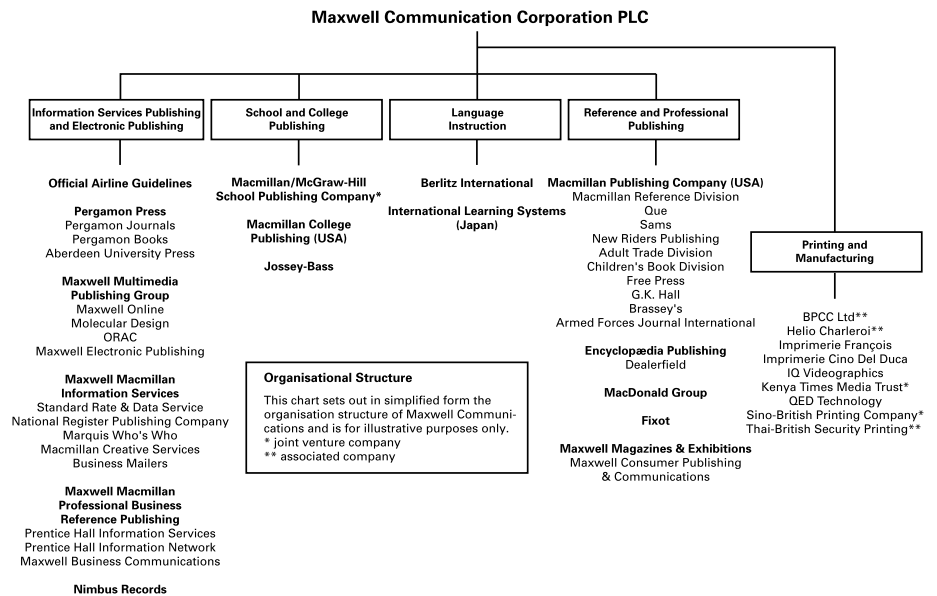 Maxwell Communication Corporation PLC
Information Services Publishing
and Electronic Publishing
Official Airline Guidelines
Pergamon Press
Pergamon Journals
Pergamon Books
Aberdeen University Press
Maxwell Multimedia
Publishing Group
Maxwell Online
Molecular Design
ORAC
Maxwell Electronic Publishing
Maxwell Macmillan
Information Services
Standard Rate & Data Service
National Register Publishing Company
Marquis Who's Who
Macmillan Creative Services
Business Mailers
Maxwell Macmillan
Professional Business
Reference Publishing
Prentice Hall Information Services
Prentice Hall Information Network
Maxwell Business Communications
Nimbus Records
School and College
Publishing
Macmillan/McGraw-Hill
School Publishing Company*
Macmillan College
Publishing (USA)
Jossey-Bass
Language
Instruction
Berlitz International
International Learning Systems
(Japan)
Reference and Professional
Publishing
Macmillan Publishing Company (USA)
Macmillan Reference Division
Que
Sams
New Riders Publishing
Adult Trade Division
Children's Book Division
Free Press
G.K. Hall
Brassey's
Armed Forces Journal International
Encyclopædia Publishing
Dealerfield
MacDonald Group
Fixot
Maxwell Magazines & Exhibitions
Maxwell Consumer Publishing
& Communications
Printing and
Manufacturing
BPCC Ltd**
Helio Charleroi**
Imprimerie François
Imprimerie Cino Del Duca
IQ Videographics
Kenya Times Media Trust*
QED Technology
Sino-British Printing Company*
Thai-British Security Printing**
Organisational Structure
This chart sets out in simplified form the
organisation structure of Maxwell Communi-
cations and is for illustrative purposes only.
* joint venture company
** associated company